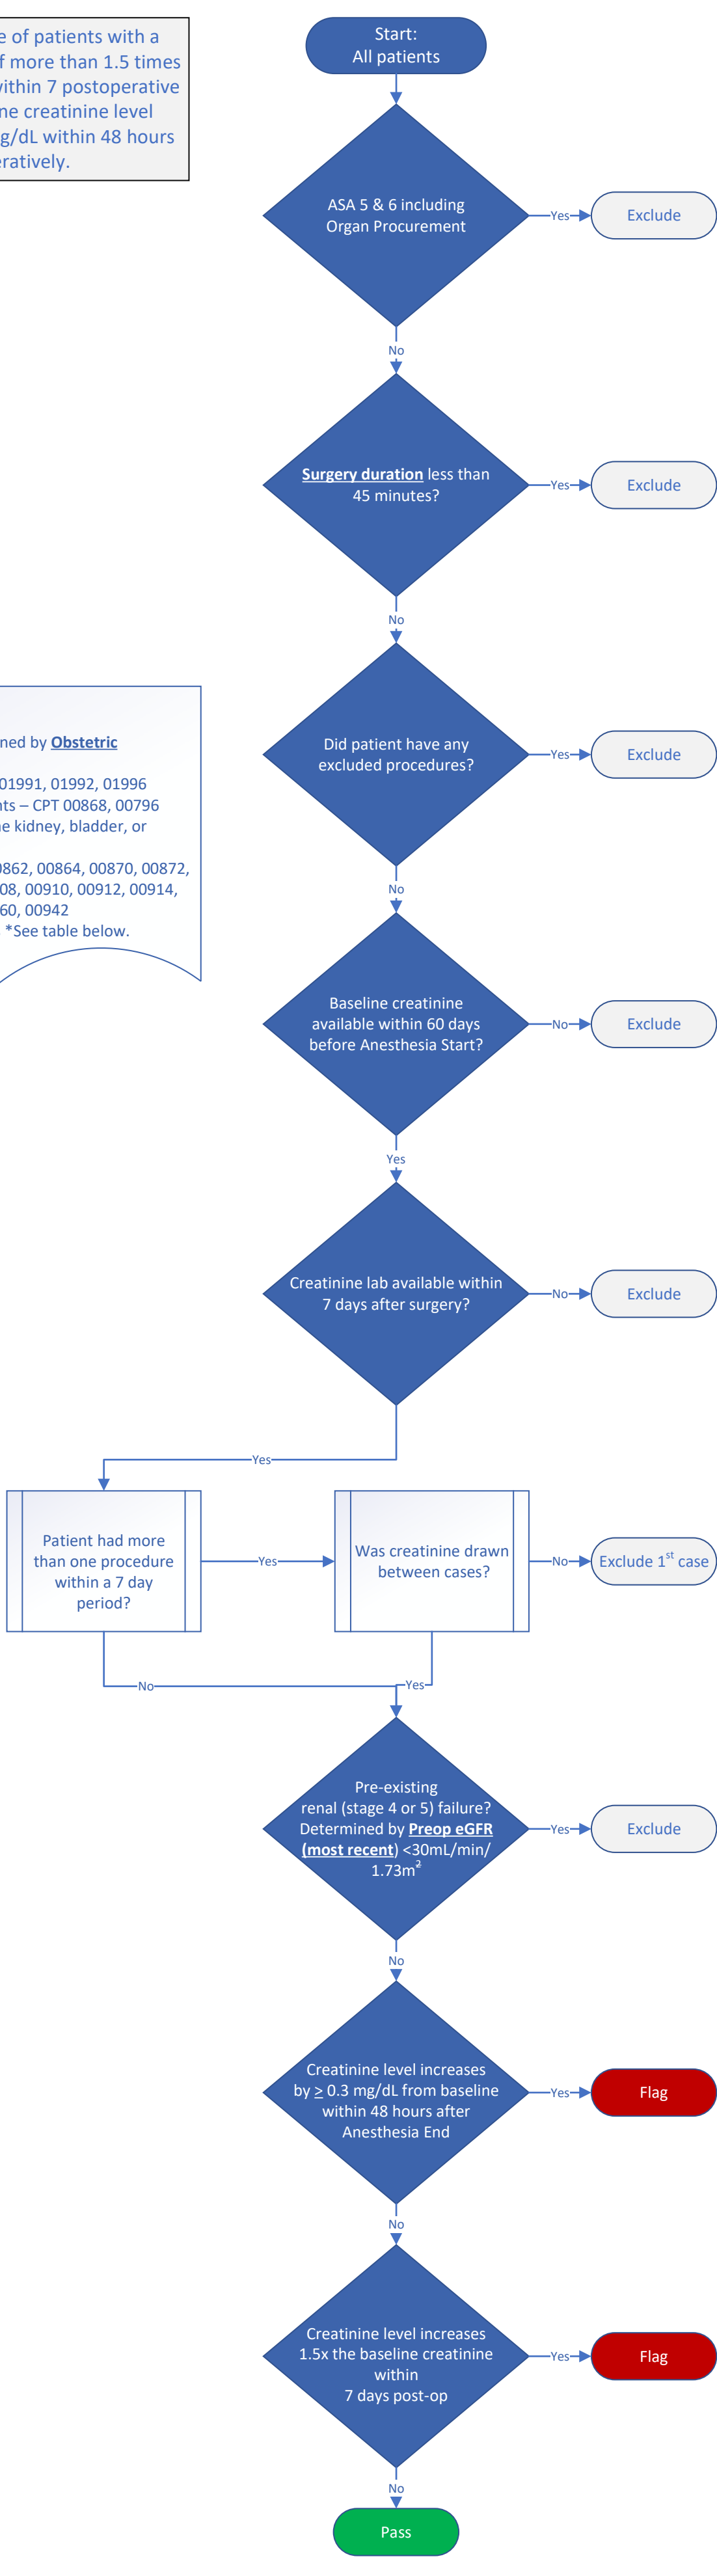 e of patients with a
f more than 1.5 times
within 7 postoperative
ne creatinine level
g/dL within 48 hours
eratively.
Start:
All patients
ASA 5 & 6 including
Organ Procurement
Yes
Exclude
No
Surgery duration less than
45 minutes?
Yes
Exclude
No
ned by Obstetric
01991, 01992, 01996
nts – CPT 00868, 00796
ne kidney, bladder, or
0862, 00864, 00870, 00872,
08, 00910, 00912, 00914,
60, 00942
*See table below.
Did patient have any
excluded procedures?
Yes
Exclude
No
Baseline creatinine
available within 60 days
before Anesthesia Start?
No
Exclude
Yes
Creatinine lab available within
7 days after surgery?
No
Exclude
Yes
Patient had more
than one procedure
within a 7 day
period?
Yes
Was creatinine drawn
between cases?
No
Exclude 1st case
No
Yes
Pre-existing
renal (stage 4 or 5) failure?
Determined by Preop eGFR
(most recent) <30mL/min/
1.73m²
Yes
Exclude
No
Creatinine level increases
by ≥ 0.3 mg/dL from baseline
within 48 hours after
Anesthesia End
Yes
Flag
No
Creatinine level increases
1.5x the baseline creatinine
within
7 days post-op
Yes
Flag
No
Pass